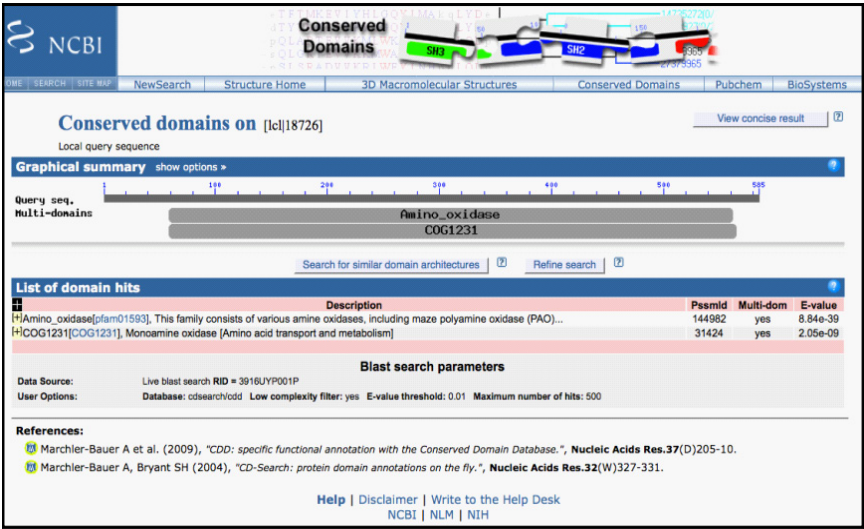 NCBI
Conserved
Domains
SH3
SH2
HOME SEARCH SITE MAP NewSearch Structure Home 3D Macromolecular Structures Conserved Domains Pubchem BioSystems
Conserved domains on [lcl|18726]
View concise result ?
Local query sequence
Graphical summary show options »
1 100 200 300 400 500 585
Query seq.
Multi-domains
Amino_oxidase
COG1231
Search for similar domain architectures ? Refine search ?
List of domain hits
Description PssmId Multi-dom E-value
[+]Amino_oxidase[pfam01593], This family consists of various amine oxidases, including maze polyamine oxidase (PAO)... 144982 yes 8.84e-39
[+]COG1231[COG1231], Monoamine oxidase [Amino acid transport and metabolism] 31424 yes 2.05e-09
Blast search parameters
Data Source: Live blast search RID = 3916UYP001P
User Options: Database: cdsearch/cdd Low complexity filter: yes E-value threshold: 0.01 Maximum number of hits: 500
References:
Marchler-Bauer A et al. (2009), "CDD: specific functional annotation with the Conserved Domain Database.", Nucleic Acids Res.37(D)205-10.
Marchler-Bauer A, Bryant SH (2004), "CD-Search: protein domain annotations on the fly.", Nucleic Acids Res.32(W)327-331.
Help | Disclaimer | Write to the Help Desk
NCBI | NLM | NIH